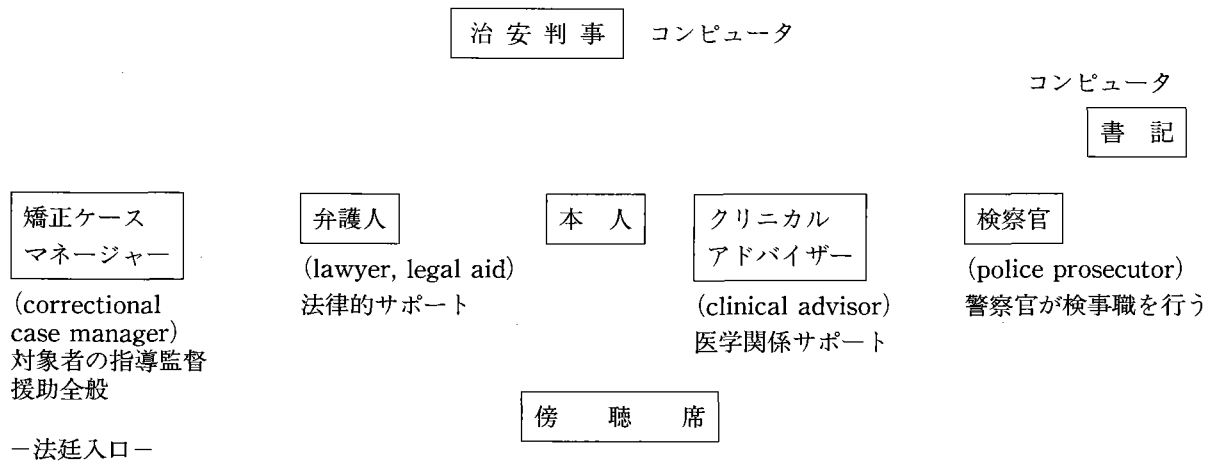 治安判事 コンピュータ
コンピュータ
書記
矯正ケース
マネージャー
(correctional
case manager)
対象者の指導監督
援助全般
弁護人
(lawyer, legal aid)
法律的サポート
本人
クリニカル
アドバイザー
(clinical advisor)
医学関係サポート
検察官
(police prosecutor)
警察官が検事職を行う
傍聴席
－法廷入口－